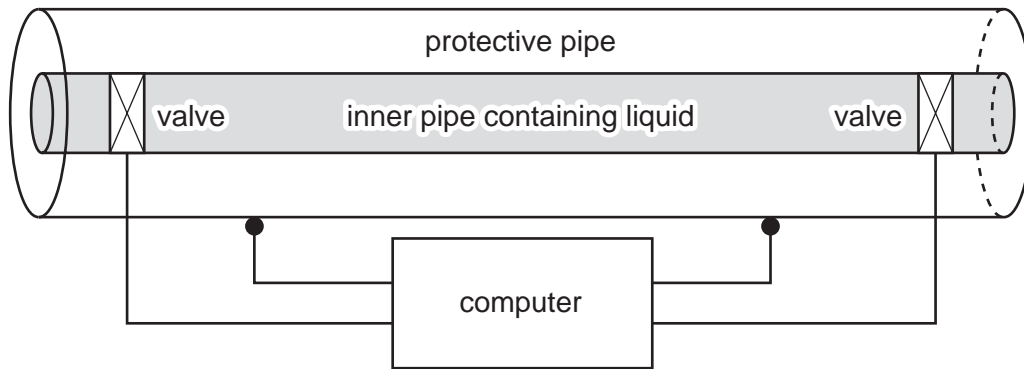 protective pipe
valve
inner pipe containing liquid
valve
computer